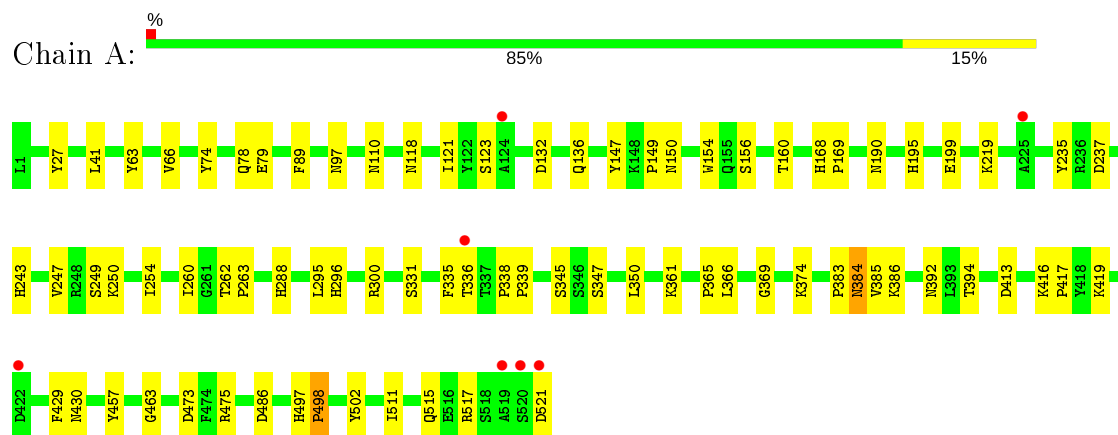 %
Chain A:
85% 15%
L1 Y27 L41 Y63 V66 Y74 Q78 E79 F89 N97 N110 N118 I121 Y122 S123 A124 D132 Q136 Y147 K148 P149 N150 W154 Q155 S156 T160 H168 P169 N190 H195 E199 K219 A225 Y235 R236 D237
H243 V247 R248 S249 K250 I254 I260 G261 T262 P263 H288 L295 H296 R300 S331 F335 T336 T337 P338 P339 S345 S346 S347 L350 K361 P365 L366 G369 K374 P383 N384 V385 K386 N392 L393 T394 D413 K416 P417 Y418 K419
D422 F429 N430 Y457 G463 D473 F474 R475 D486 H497 P498 Y502 I511 Q515 E516 R517 S518 A519 S520 D521